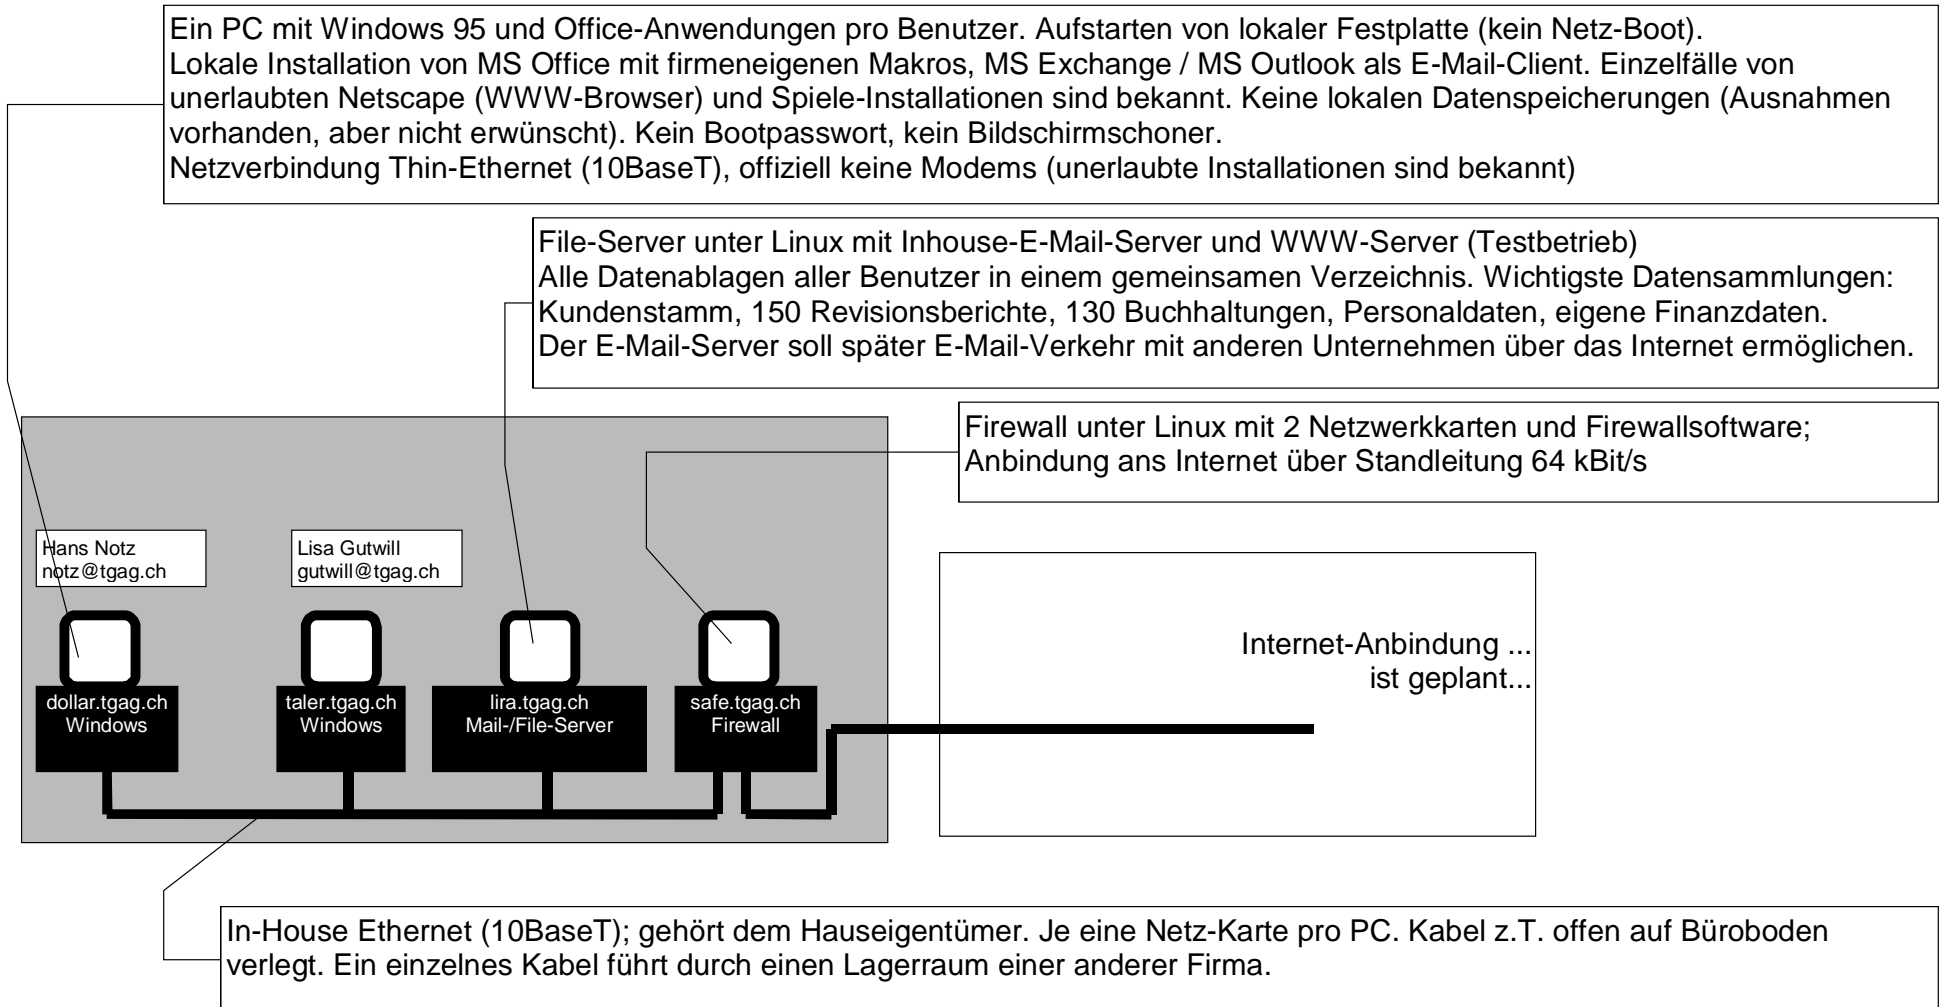 Ein PC mit Windows 95 und Office-Anwendungen pro Benutzer. Aufstarten von lokaler Festplatte (kein Netz-Boot).
Lokale Installation von MS Office mit firmeneigenen Makros, MS Exchange / MS Outlook als E-Mail-Client. Einzelfälle von
unerlaubten Netscape (WWW-Browser) und Spiele-Installationen sind bekannt. Keine lokalen Datenspeicherungen (Ausnahmen
vorhanden, aber nicht erwünscht). Kein Bootpasswort, kein Bildschirmschoner.
Netzverbindung Thin-Ethernet (10BaseT), offiziell keine Modems (unerlaubte Installationen sind bekannt)
File-Server unter Linux mit Inhouse-E-Mail-Server und WWW-Server (Testbetrieb)
Alle Datenablagen aller Benutzer in einem gemeinsamen Verzeichnis. Wichtigste Datensammlungen:
Kundenstamm, 150 Revisionsberichte, 130 Buchhaltungen, Personaldaten, eigene Finanzdaten.
Der E-Mail-Server soll später E-Mail-Verkehr mit anderen Unternehmen über das Internet ermöglichen.
Firewall unter Linux mit 2 Netzwerkkarten und Firewallsoftware;
Anbindung ans Internet über Standleitung 64 kBit/s
Hans Notz
notz@tgag.ch
Lisa Gutwill
gutwill@tgag.ch
Internet-Anbindung ...
ist geplant...
dollar.tgag.ch
Windows
taler.tgag.ch
Windows
lira.tgag.ch
Mail-/File-Server
safe.tgag.ch
Firewall
In-House Ethernet (10BaseT); gehört dem Hauseigentümer. Je eine Netz-Karte pro PC. Kabel z.T. offen auf Büroboden
verlegt. Ein einzelnes Kabel führt durch einen Lagerraum einer anderer Firma.